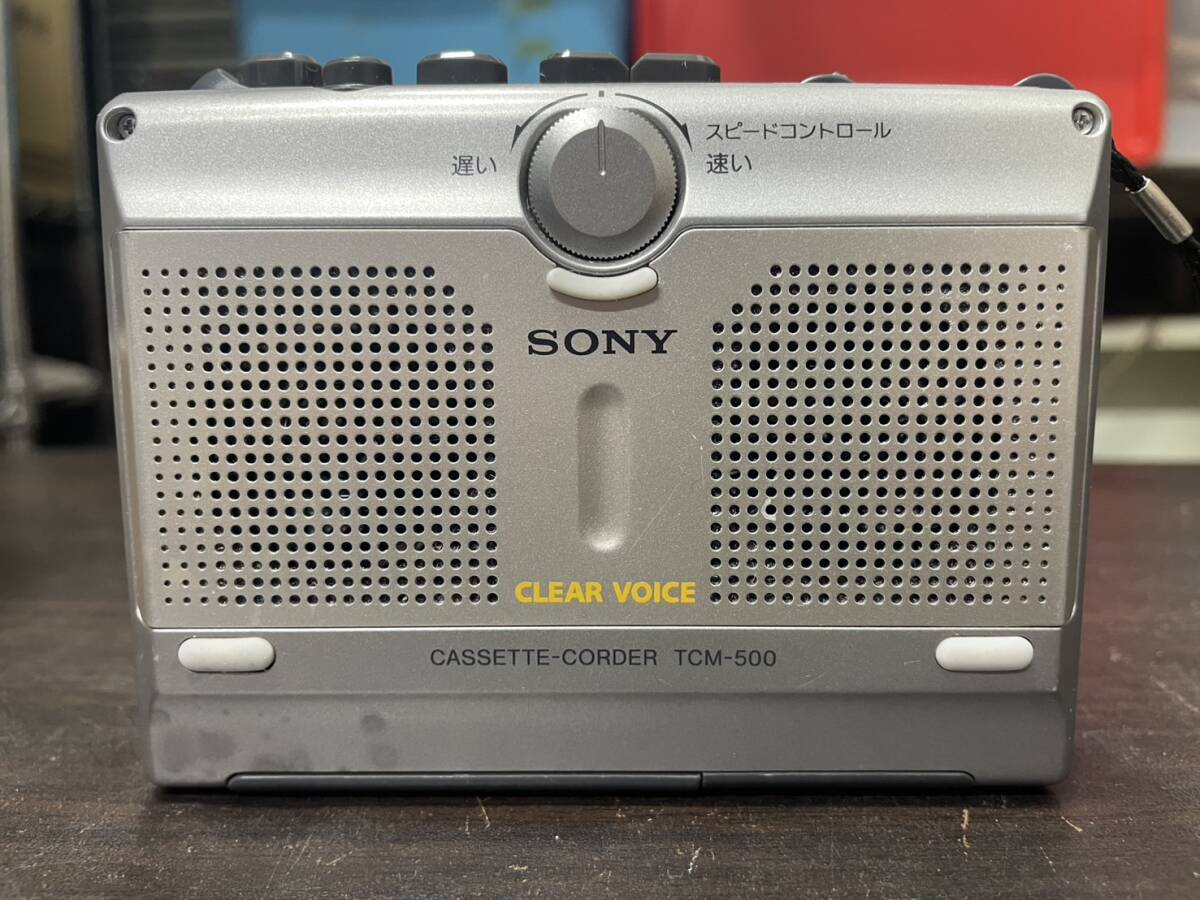 スピードコントロール
遅い 速い
SONY
CLEAR VOICE
CASSETTE-CORDER TCM-500